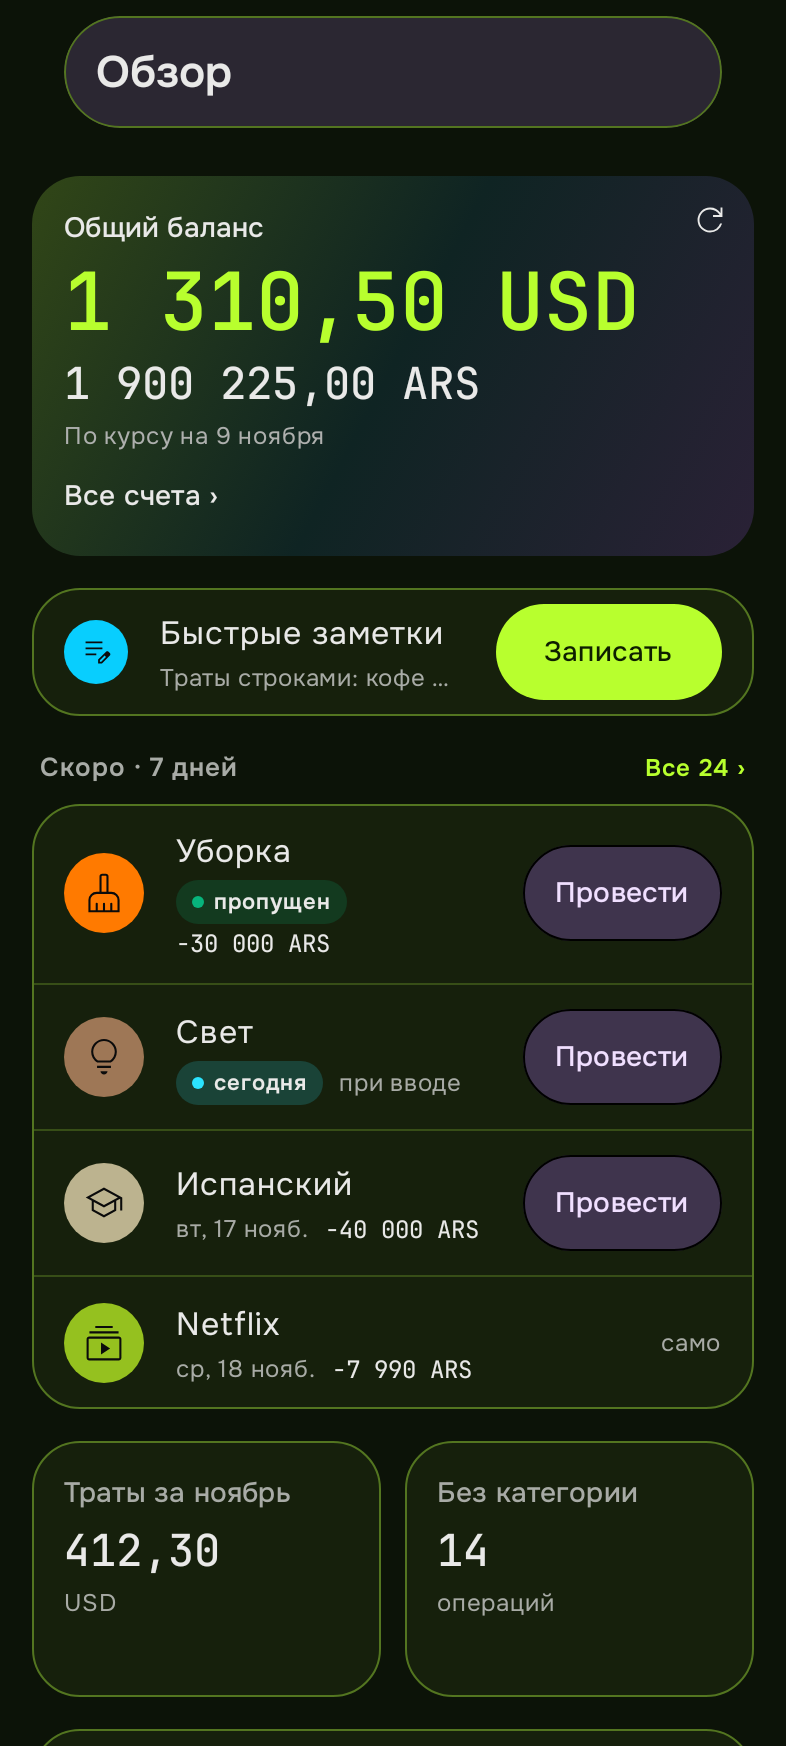 Обзор
Общий баланс
1 310,50 USD
1 900 225,00 ARS
По курсу на 9 ноября
Все счета ›
Быстрые заметки
Траты строками: кофе ...
Записать
Скоро · 7 дней
Все 24 ›
Уборка
пропущен
-30 000 ARS
Провести
Свет
сегодня при вводе
Провести
Испанский
вт, 17 нояб. -40 000 ARS
Провести
Netflix
ср, 18 нояб. -7 990 ARS
само
Траты за ноябрь
412,30
USD
Без категории
14
операций